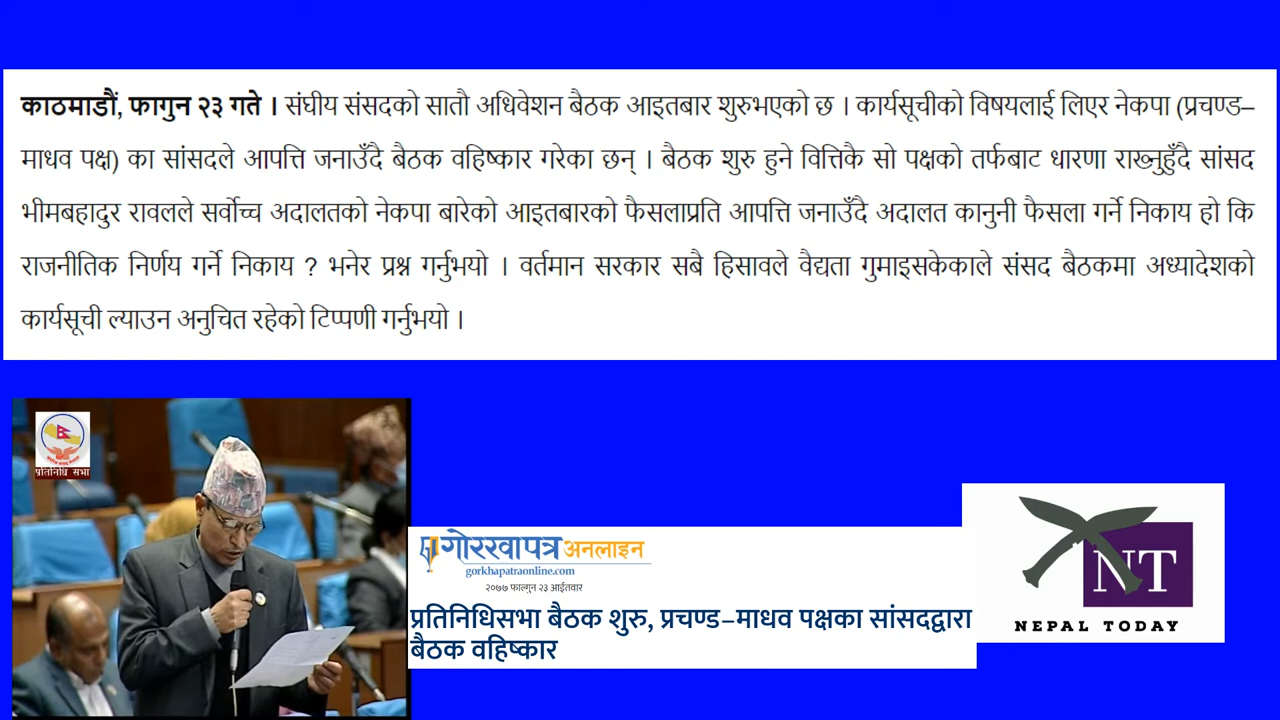 काठमाडौं, फागुन २३ गते । संघीय संसदको सातौ अधिवेशन बैठक आइतबार शुरुभएको छ । कार्यसूचीको विषयलाई लिएर नेकपा (प्रचण्ड–
माधव पक्ष) का सांसदले आपत्ति जनाउँदै बैठक वहिष्कार गरेका छन् । बैठक शुरु हुने वित्तिकै सो पक्षको तर्फबाट धारणा राख्नुहुँदै सांसद
भीमबहादुर रावलले सर्वोच्च अदालतको नेकपा बारेको आइतबारको फैसलाप्रति आपत्ति जनाउँदै अदालत कानुनी फैसला गर्ने निकाय हो कि
राजनीतिक निर्णय गर्ने निकाय ? भनेर प्रश्न गर्नुभयो । वर्तमान सरकार सबै हिसावले वैद्यता गुमाइसकेकाले संसद बैठकमा अध्यादेशको
कार्यसूची ल्याउन अनुचित रहेको टिप्पणी गर्नुभयो ।
प्रतिनिधि सभा
गोरखापत्र अनलाइन
gorkhapatraonline.com
२०७७ फाल्गुन २३ आईतवार
प्रतिनिधिसभा बैठक शुरु, प्रचण्ड–माधव पक्षका सांसदद्वारा
बैठक वहिष्कार
NT
NEPAL TODAY